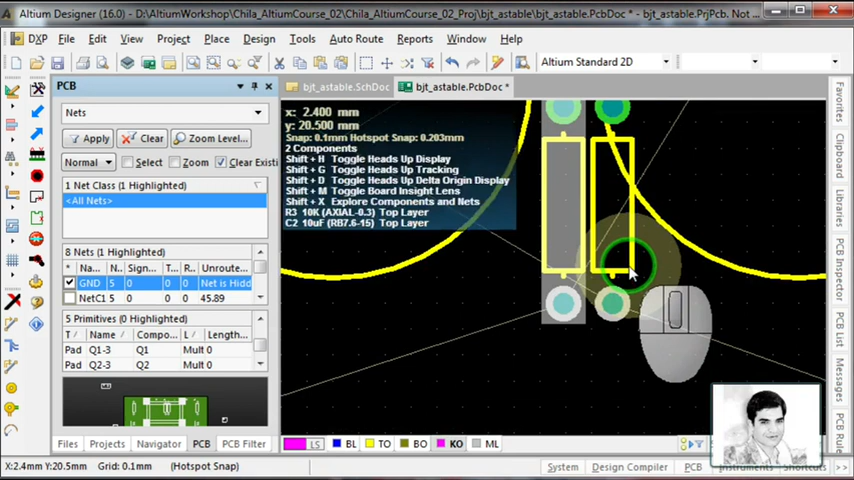 Altium Designer - D:\AltiumWorkshop\Chila_AltiumCourse_02\Chila_AltiumCourse_02_Proj\bjt_astable\bjt_astable.PcbDoc * - bjt_astable.PrjPcb. Not ...
DXP File Edit View Project Place Design Tools Auto Route Reports Window Help
Altium Standard 2D
PCB
bjt_astable.SchDoc bjt_astable.PcbDoc *
Nets
Apply Clear Zoom Level...
Normal Select Zoom Clear Existi
1 Net Class (1 Highlighted)
<All Nets>
8 Nets (1 Highlighted)
* Na... N.. Sign... T... R.. Unroute...
GND 5 0 0 0 Net is Hidd
NetC1 5 0 0 0 45.89
5 Primitives (0 Highlighted)
T Name Compo... L Length...
Pad Q1-3 Q1 Mult 0
Pad Q2-3 Q2 Mult 0
x: 2.400 mm
y: 20.500 mm
Snap: 0.1mm Hotspot Snap: 0.203mm
2 Components
Shift + H Toggle Heads Up Display
Shift + G Toggle Heads Up Tracking
Shift + D Toggle Heads Up Delta Origin Display
Shift + M Toggle Board Insight Lens
Shift + X Explore Components and Nets
R3 10K (AXIAL-0.3) Top Layer
C2 10uF (RB7.6-15) Top Layer
Favorites
Clipboard
PCB Inspector
PCB List
Messages
PCB Rule
Files Projects Navigator PCB PCB Filter
LS BL TO BO KO ML
X:2.4mm Y:20.5mm Grid: 0.1mm (Hotspot Snap)
System Design Compiler PCB Instruments Shortcuts >>